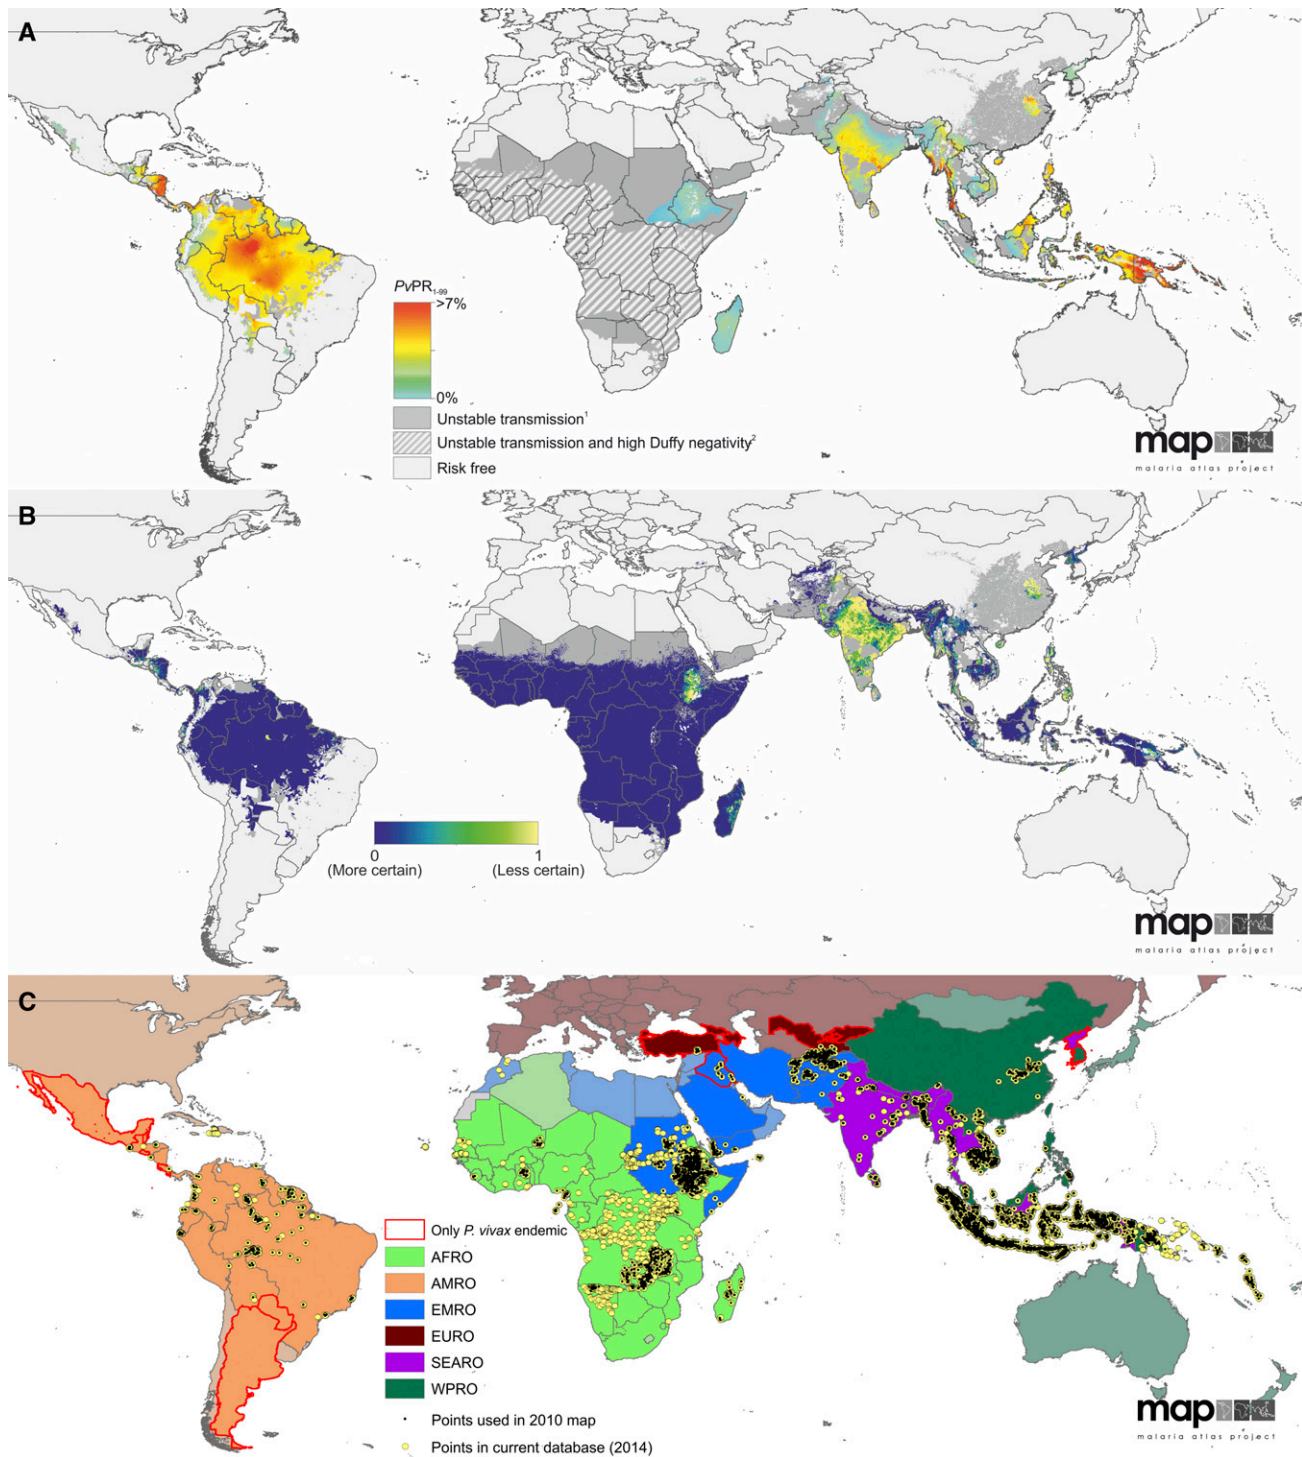 A
PvPR1-99
>7%
0%
Unstable transmission1
Unstable transmission and high Duffy negativity2
Risk free
map
malaria atlas project
B
0
1
(More certain)
(Less certain)
map
malaria atlas project
C
Only P. vivax endemic
AFRO
AMRO
EMRO
EURO
SEARO
WPRO
Points used in 2010 map
Points in current database (2014)
map
malaria atlas project